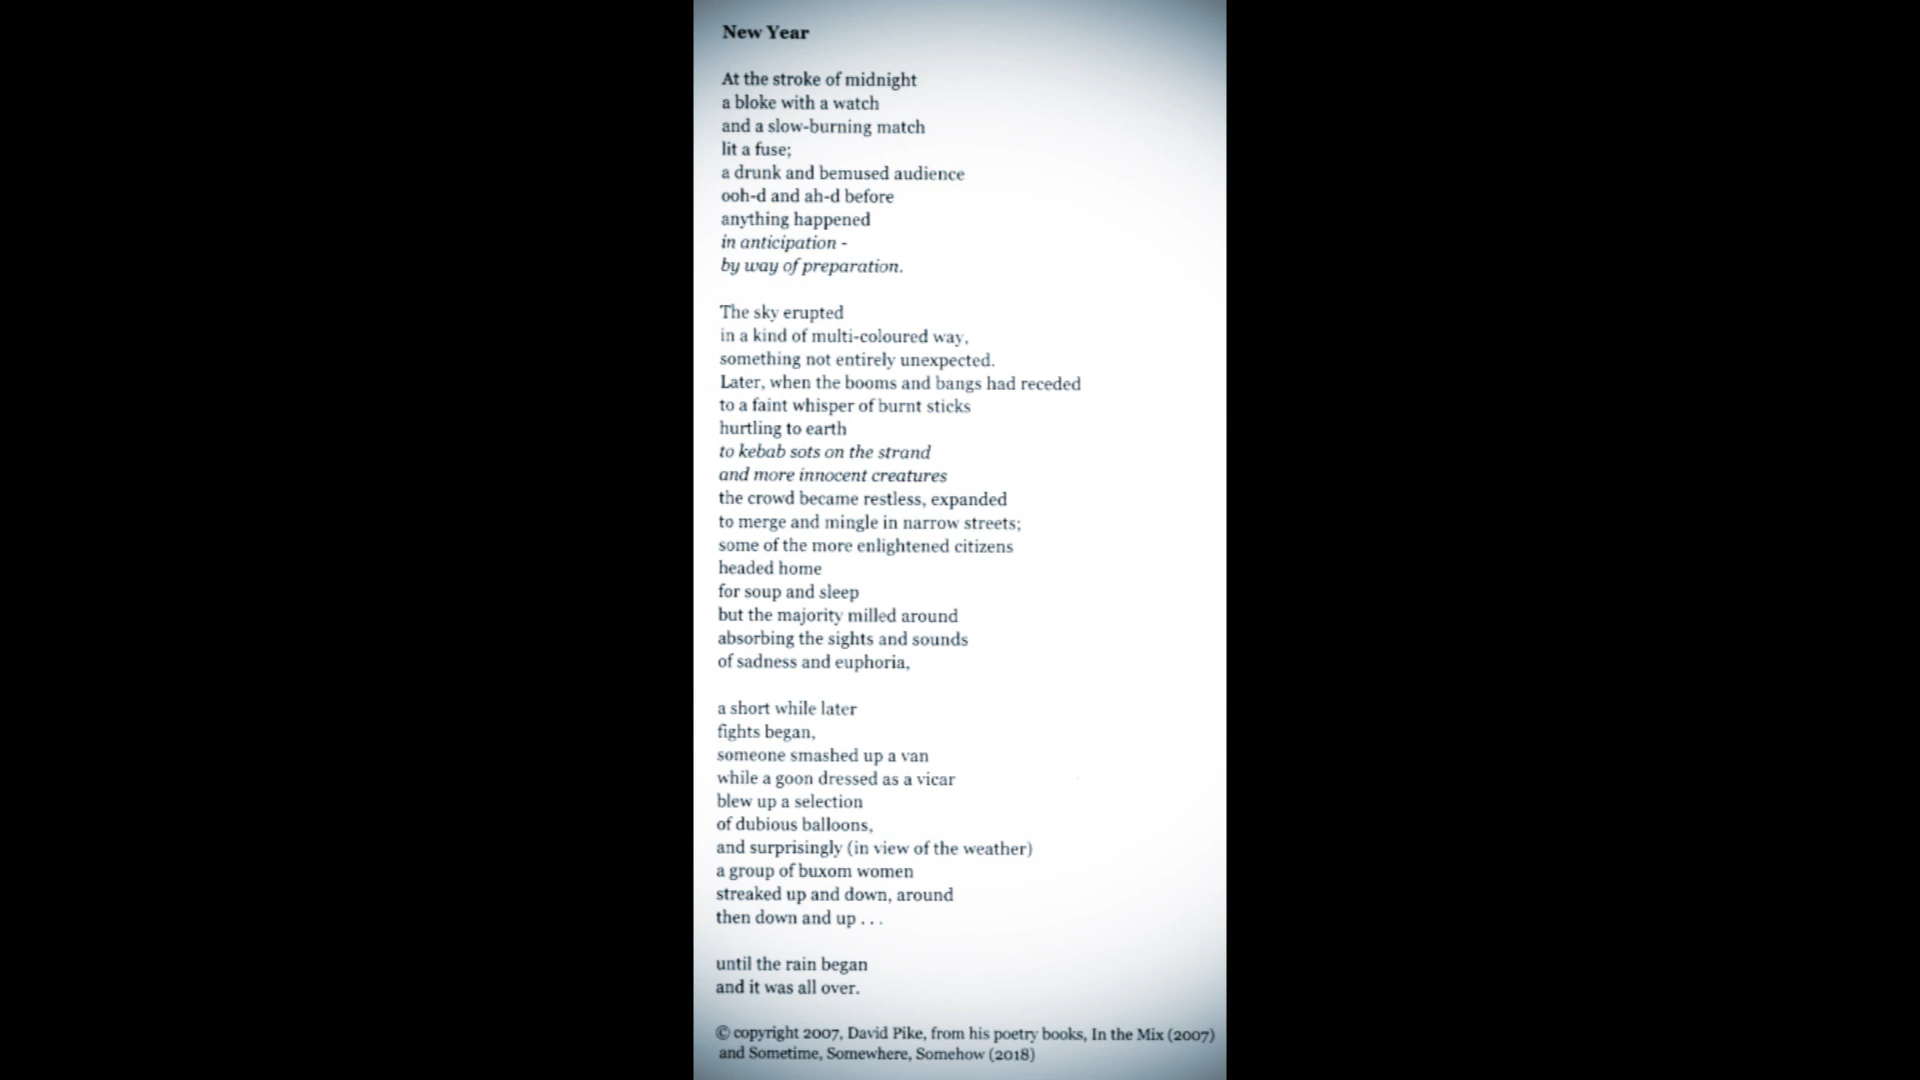 New Year
At the stroke of midnight
a bloke with a watch
and a slow-burning match
lit a fuse;
a drunk and bemused audience
ooh-d and ah-d before
anything happened
in anticipation -
by way of preparation.
The sky erupted
in a kind of multi-coloured way,
something not entirely unexpected.
Later, when the booms and bangs had receded
to a faint whisper of burnt sticks
hurtling to earth
to kebab sots on the strand
and more innocent creatures
the crowd became restless, expanded
to merge and mingle in narrow streets;
some of the more enlightened citizens
headed home
for soup and sleep
but the majority milled around
absorbing the sights and sounds
of sadness and euphoria,
a short while later
fights began,
someone smashed up a van
while a goon dressed as a vicar
blew up a selection
of dubious balloons,
and surprisingly (in view of the weather)
a group of buxom women
streaked up and down, around
then down and up . . .
until the rain began
and it was all over.
© copyright 2007, David Pike, from his poetry books, In the Mix (2007)
and Sometime, Somewhere, Somehow (2018)